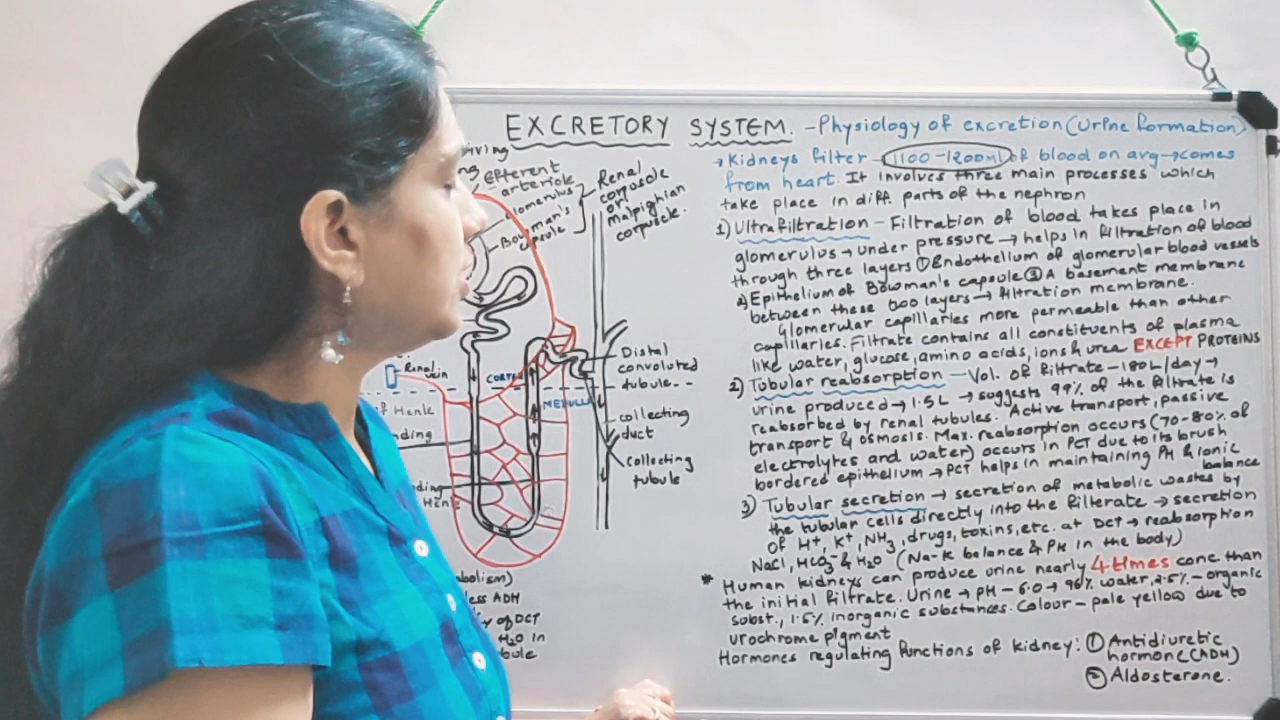 EXCRETORY SYSTEM. - Physiology of excretion (Urine formation)
→ Kidneys filter - 1100-1200ml of blood on avg → comes
from heart. It involves three main processes which
take place in diff. parts of the nephron
1) Ultrafiltration - Filtration of blood takes place in
glomerulus → under pressure → helps in filtration of blood
through three layers ① Endothelium of glomerular blood vessels
2) Epithelium of Bowman's capsule ③ A basement membrane
between these two layers → filtration membrane.
Glomerular capillaries more permeable than other
capillaries. Filtrate contains all constituents of plasma
like water, glucose, amino acids, ions & urea EXCEPT PROTEINS
2) Tubular reabsorption - Vol. of filtrate - 180L/day →
urine produced → 1.5L → suggests 99% of the filtrate is
reabsorbed by renal tubules. Active transport, passive
transport & osmosis. Max. reabsorption occurs (70-80% of
electrolytes and water) occurs in PCT due to its brush
bordered epithelium → PCT helps in maintaining PH & ionic
balance
3) Tubular secretion → secretion of metabolic wastes by
the tubular cells directly into the filterate → secretion
of H+, K+, NH3, drugs, toxins, etc. at DCT → reabsorption
NaCl, HCO3- & H2O (Na-K balance & PH in the body)
* Human kidneys can produce urine nearly 4 times conc than
the initial filtrate. Urine → pH - 6.0 → 96% water, 2.5% - organic
subst., 1.5% inorganic substances. Colour - pale yellow due to
urochrome pigment
Hormones regulating functions of kidney: ① Antidiuretic
hormone (ADH)
② Aldosterone.
Efferent
arteriole
Glomerulus
Bowman's
capsule
Renal
corpuscle
or
malpighian
corpuscle.
Renal
vein
CORTEX
MEDULLA
Distal
convoluted
tubule
collecting
duct
collecting
tubule
of Henle
Henle
less ADH
of DCT
H2O in